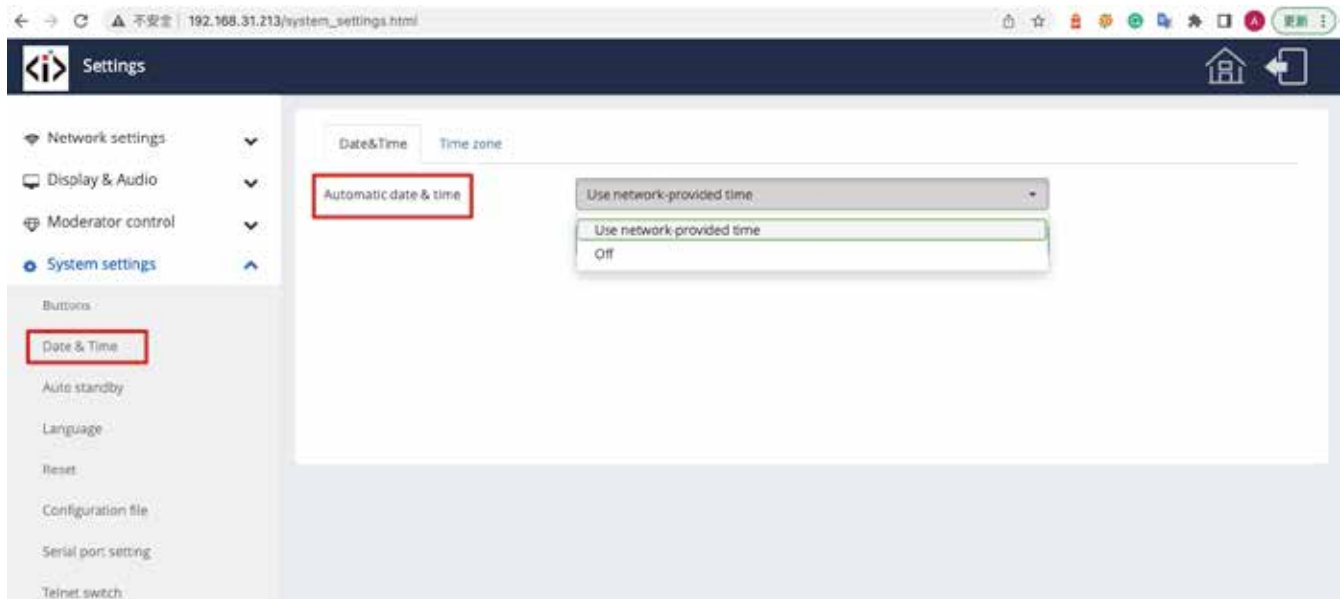 不安全 192.168.31.213/system_settings.html
更新
<i> Settings
Network settings
Display & Audio
Moderator control
System settings
Buttons
Date & Time
Auto standby
Language
Reset
Configuration file
Serial port setting
Telnet switch
Date&Time Time zone
Automatic date & time Use network-provided time
Use network-provided time
Off